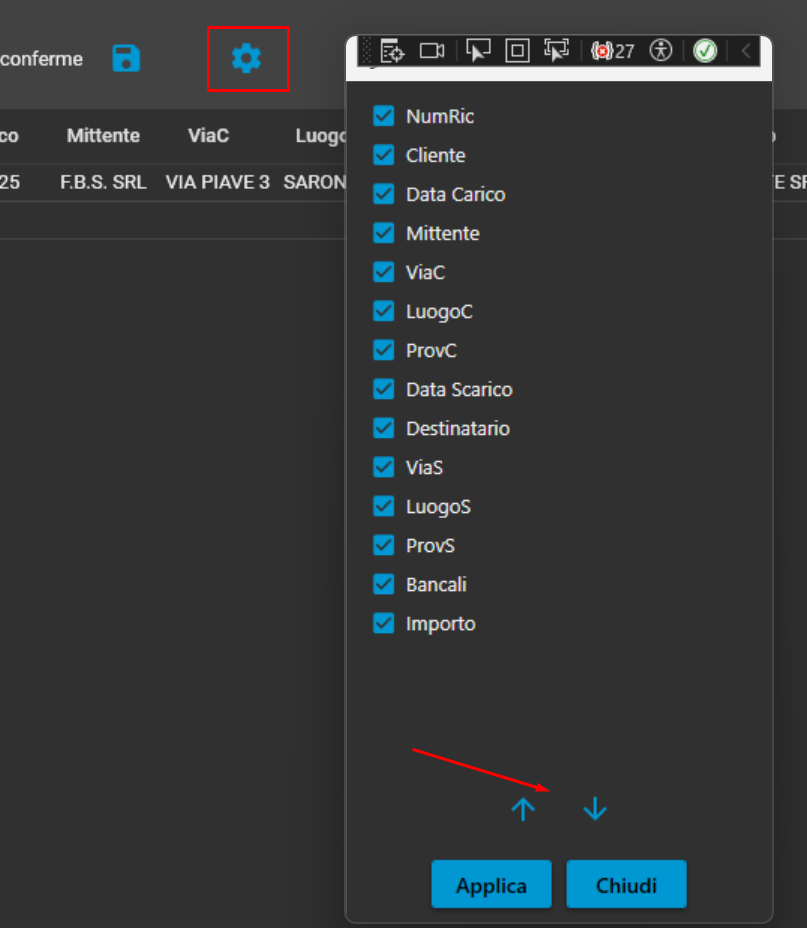 conferme
27
co Mittente ViaC Luogo
25 F.B.S. SRL VIA PIAVE 3 SARON
NumRic
Cliente
Data Carico
Mittente
ViaC
LuogoC
ProvC
Data Scarico
Destinatario
ViaS
LuogoS
ProvS
Bancali
Importo
Applica Chiudi